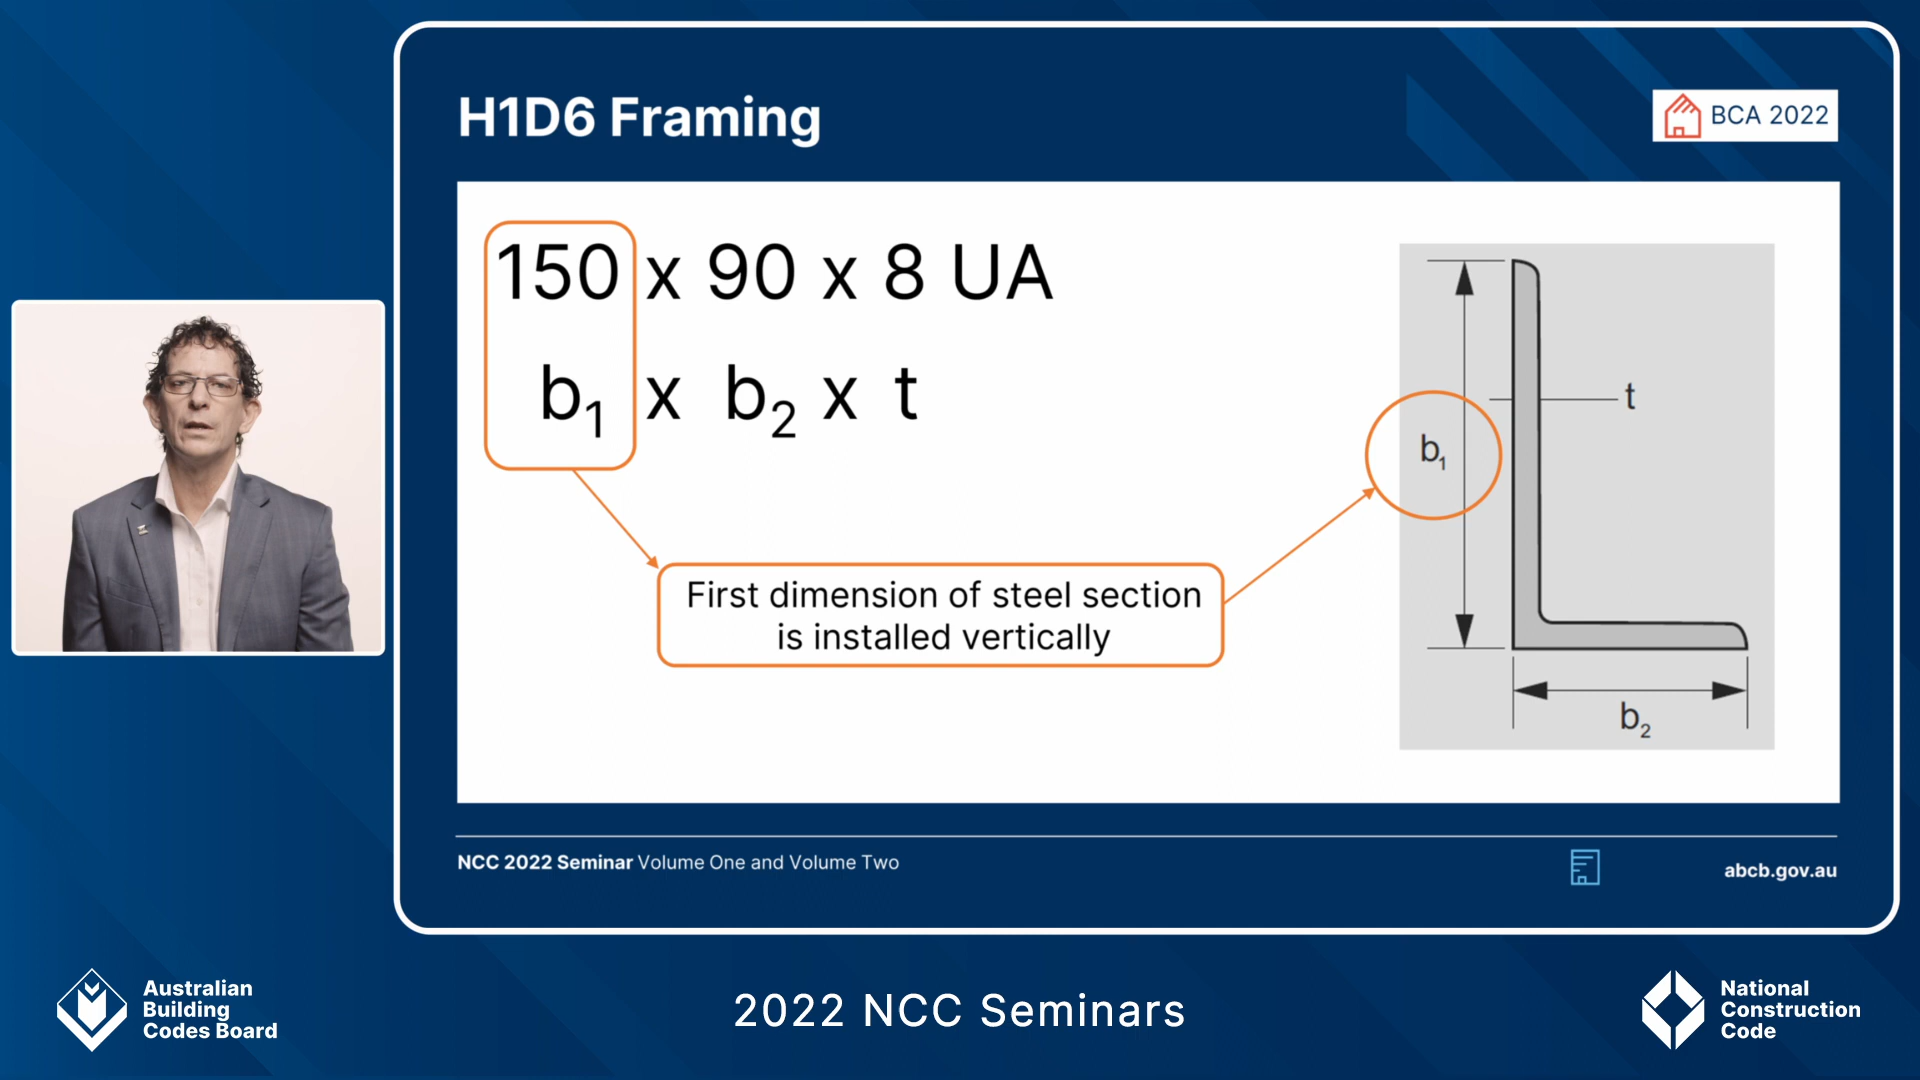 H1D6 Framing
BCA 2022
150 x 90 x 8 UA
b₁ x b₂ x t
First dimension of steel section
is installed vertically
t
b₁
b₂
NCC 2022 Seminar Volume One and Volume Two
abcb.gov.au
Australian
Building
Codes Board
2022 NCC Seminars
National
Construction
Code